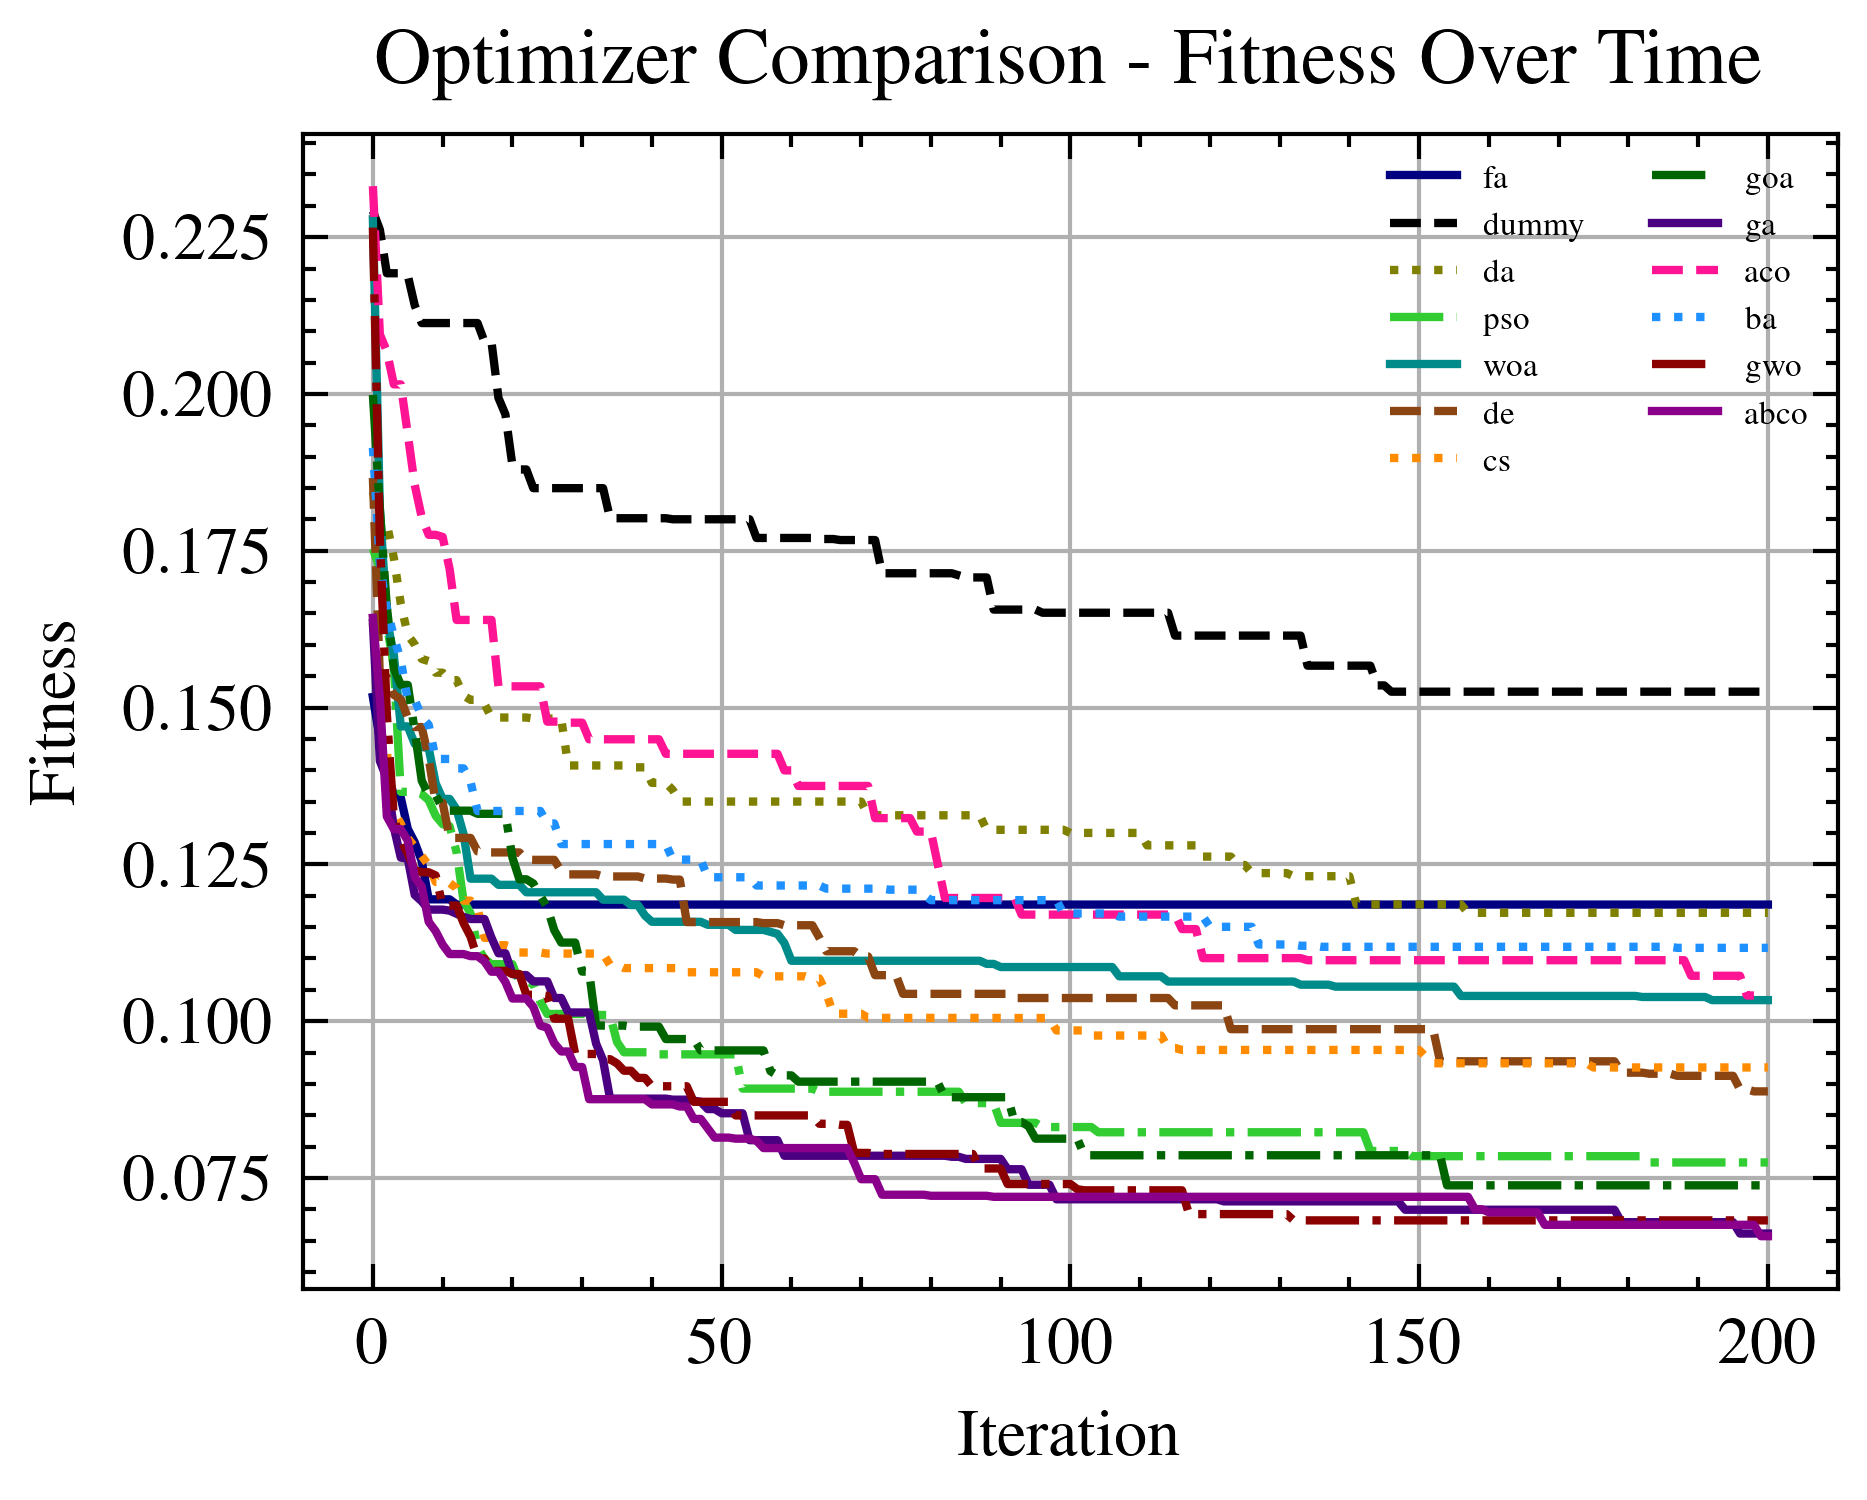 Optimizer Comparison - Fitness Over Time
fa
dummy
da
pso
woa
de
cs
goa
ga
aco
ba
gwo
abco
Fitness
0.225
0.200
0.175
0.150
0.125
0.100
0.075
0 50 100 150 200
Iteration